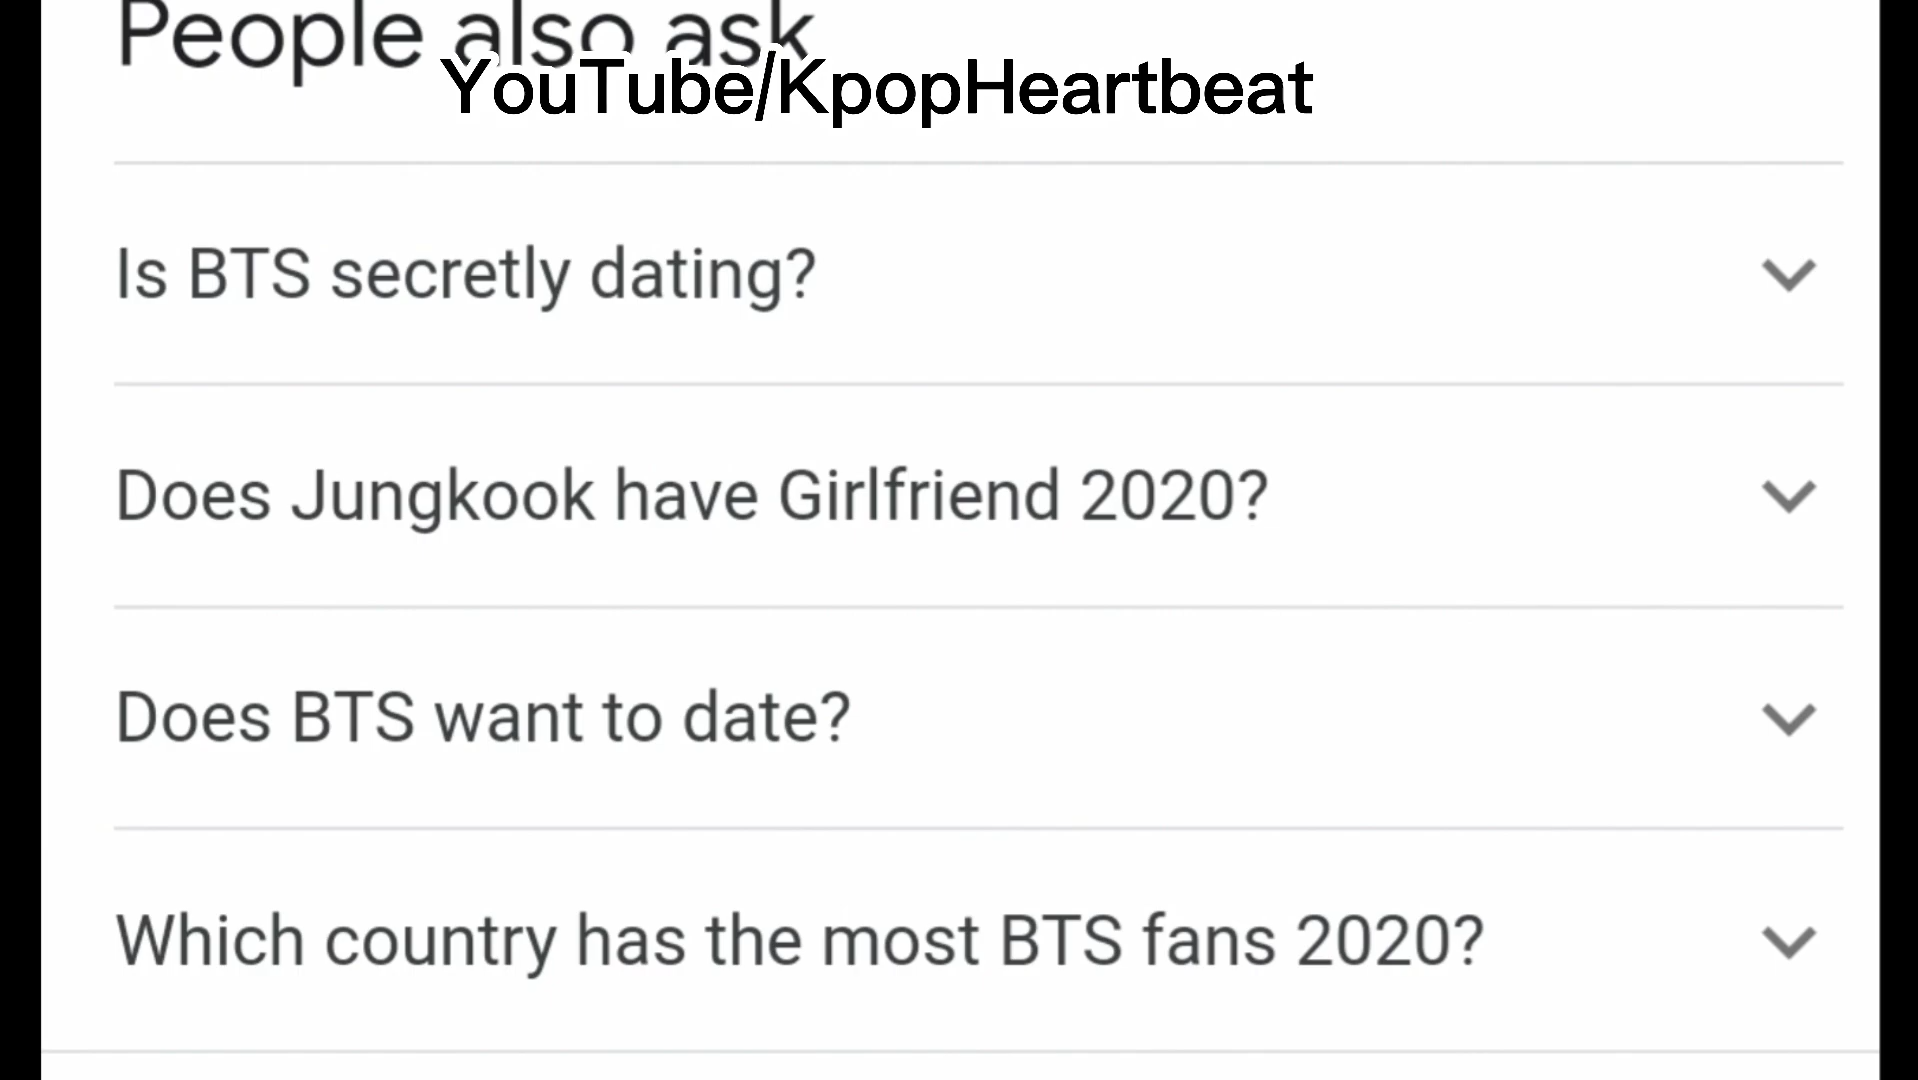 People also ask
YouTube/KpopHeartbeat
Is BTS secretly dating?
Does Jungkook have Girlfriend 2020?
Does BTS want to date?
Which country has the most BTS fans 2020?